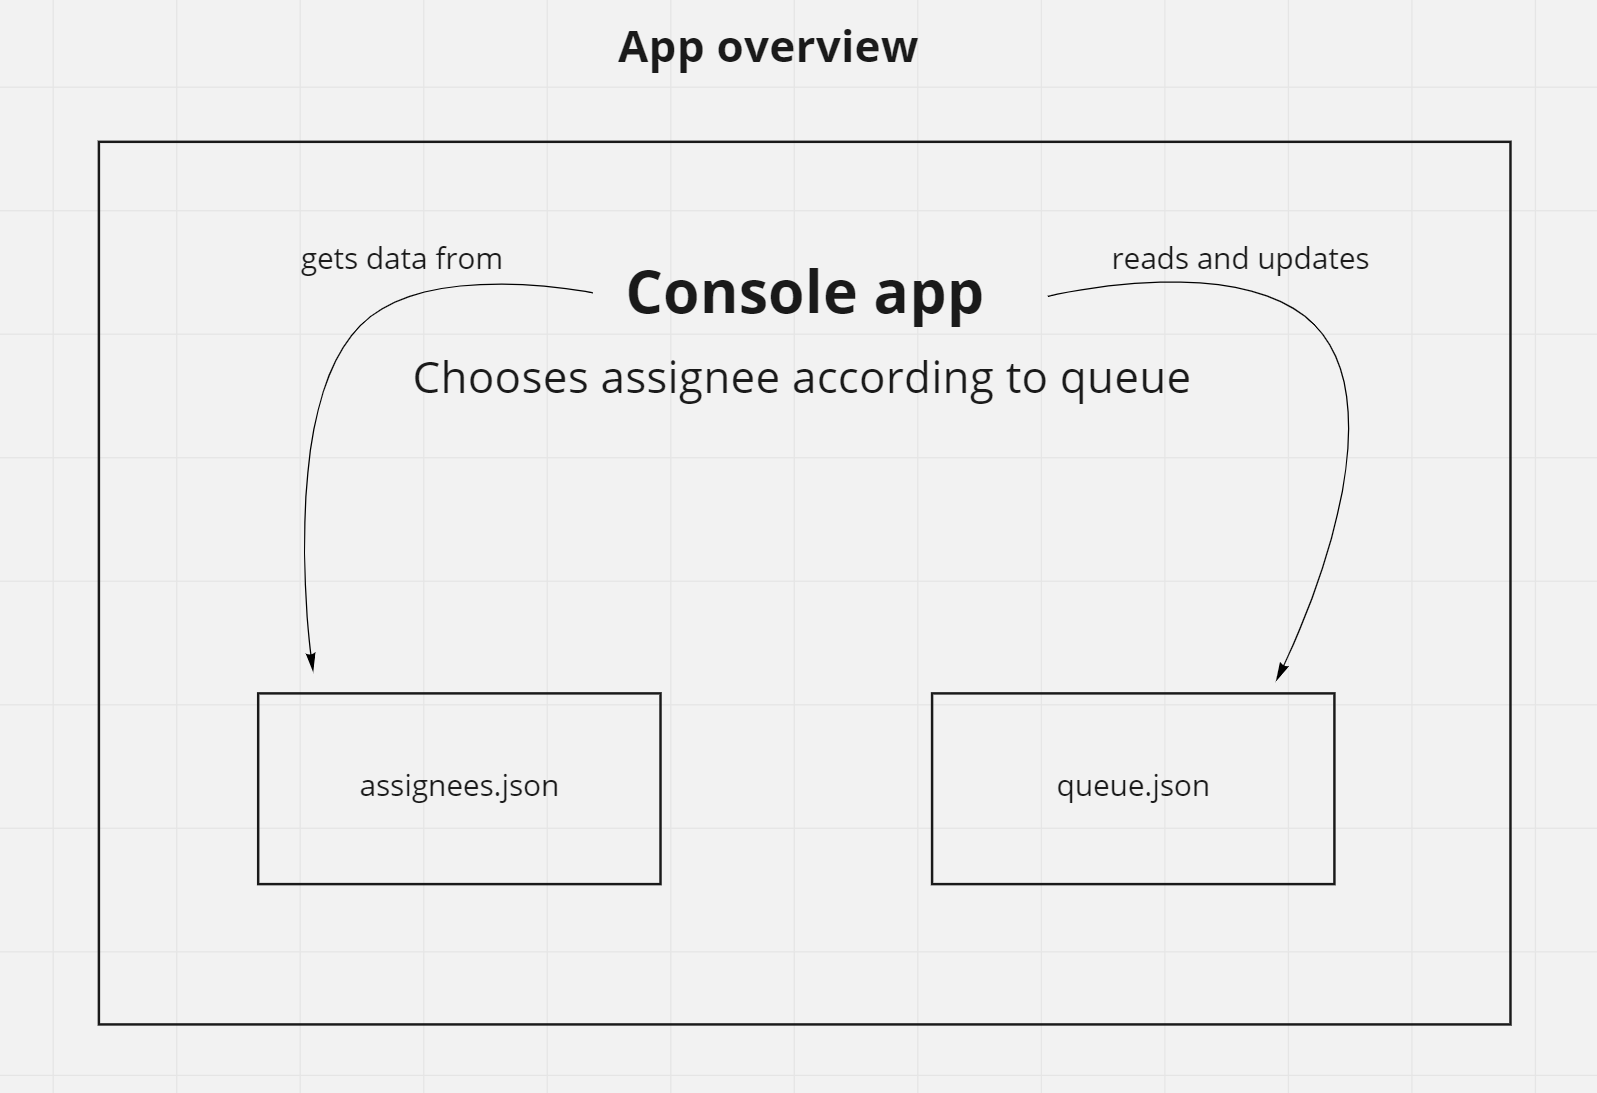 App overview
gets data from
reads and updates
Console app
Chooses assignee according to queue
assignees.json
queue.json